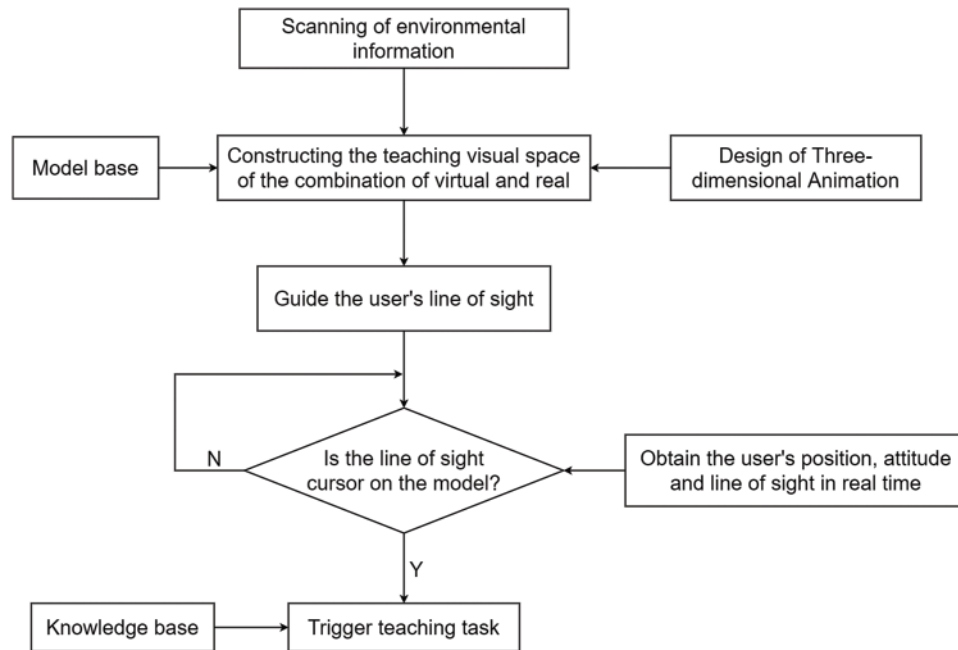 Scanning of environmental
information
Model base
Constructing the teaching visual space
of the combination of virtual and real
Design of Three-
dimensional Animation
Guide the user's line of sight
N
Is the line of sight
cursor on the model?
Obtain the user's position, attitude
and line of sight in real time
Y
Knowledge base
Trigger teaching task